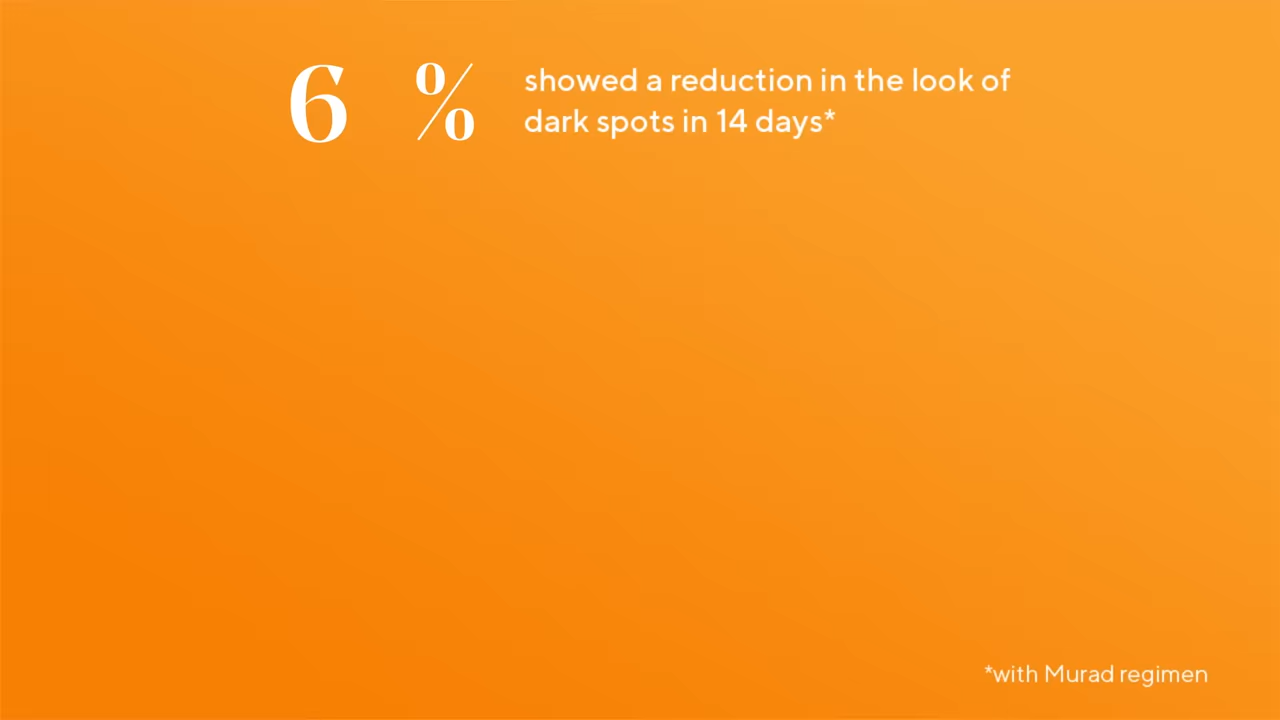 6 %
showed a reduction in the look of
dark spots in 14 days*
*with Murad regimen